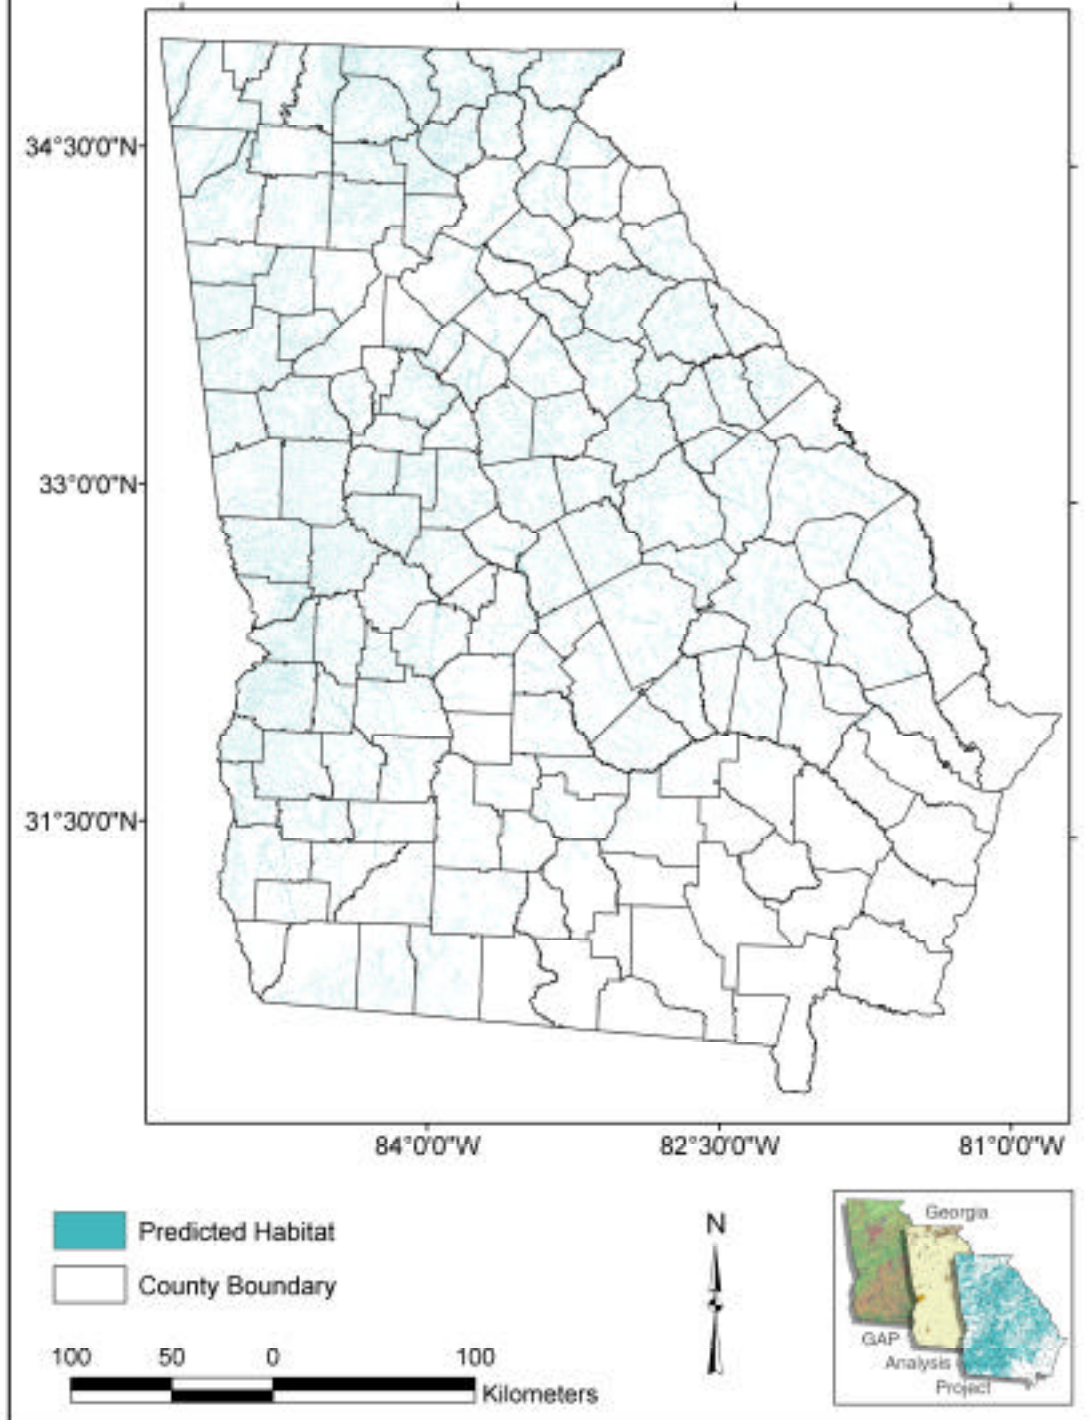 34°30'0"N
33°0'0"N
31°30'0"N
84°0'0"W
82°30'0"W
81°0'0"W
Predicted Habitat
County Boundary
N
100 50 0 100
Kilometers
Georgia
GAP
Analysis
Project